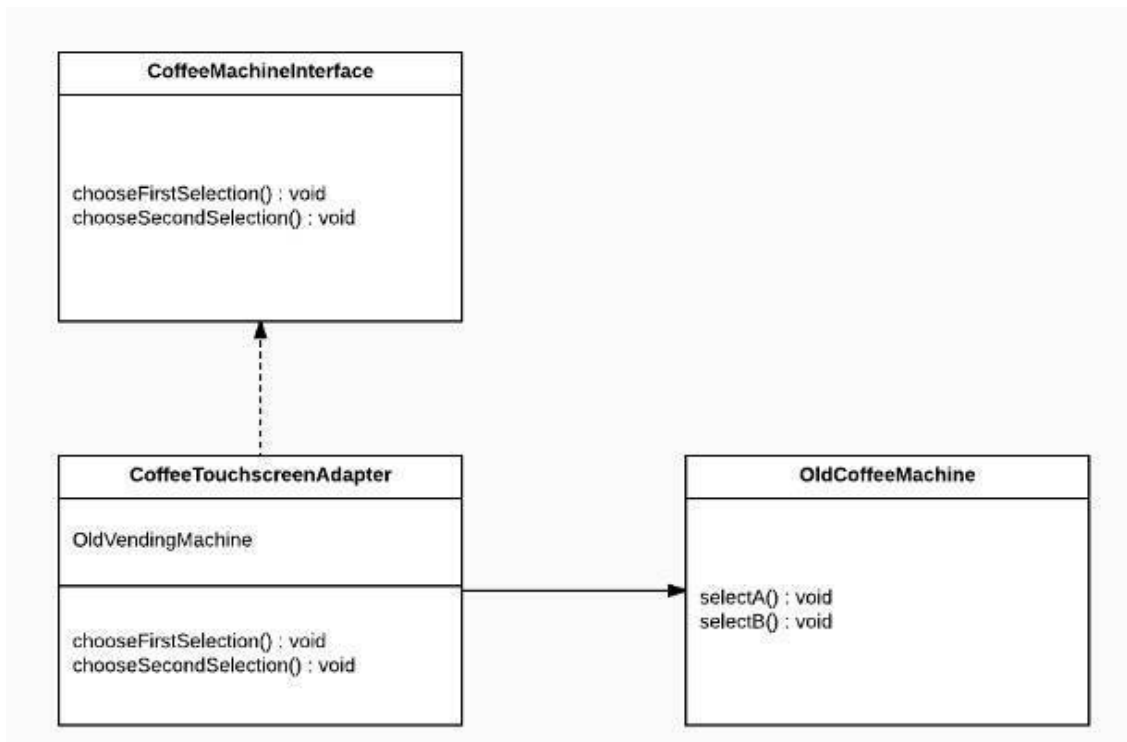 CoffeeMachineInterface
chooseFirstSelection() : void
chooseSecondSelection() : void
CoffeeTouchscreenAdapter
OldVendingMachine
chooseFirstSelection() : void
chooseSecondSelection() : void
OldCoffeeMachine
selectA() : void
selectB() : void